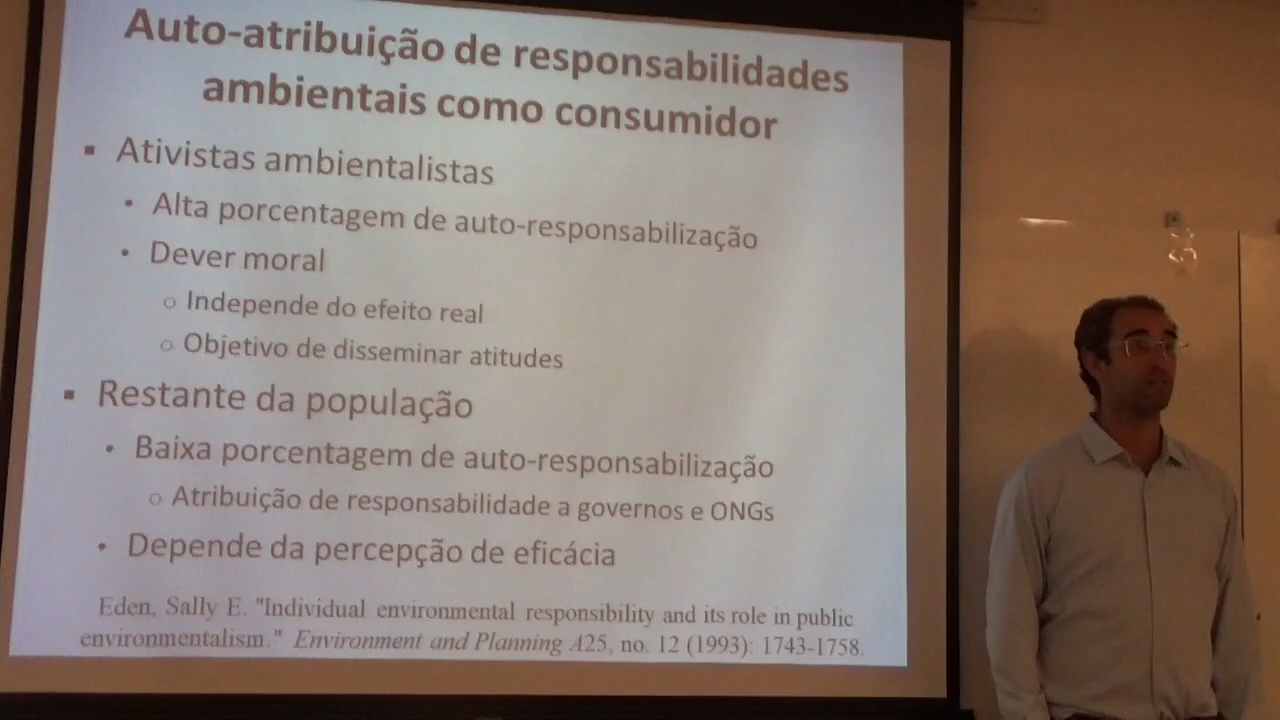 Auto-atribuição de responsabilidades
ambientais como consumidor
▪ Ativistas ambientalistas
• Alta porcentagem de auto-responsabilização
• Dever moral
○ Independe do efeito real
○ Objetivo de disseminar atitudes
▪ Restante da população
• Baixa porcentagem de auto-responsabilização
○ Atribuição de responsabilidade a governos e ONGs
• Depende da percepção de eficácia
Eden, Sally E. "Individual environmental responsibility and its role in public
environmentalism." Environment and Planning A25, no. 12 (1993): 1743-1758.